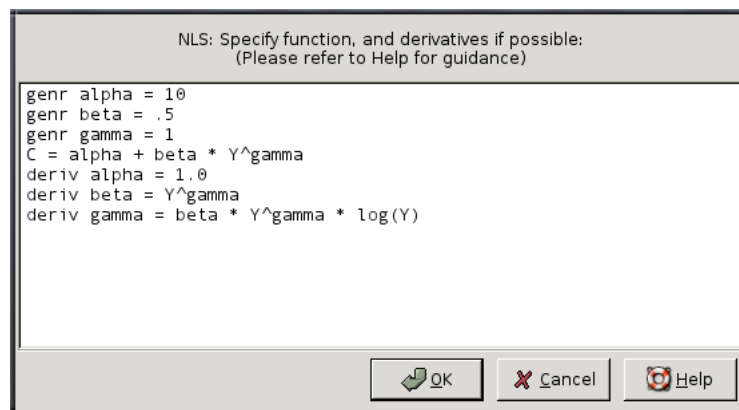 NLS: Specify function, and derivatives if possible:
(Please refer to Help for guidance)
genr alpha = 10
genr beta = .5
genr gamma = 1
C = alpha + beta * Y^gamma
deriv alpha = 1.0
deriv beta = Y^gamma
deriv gamma = beta * Y^gamma * log(Y)
OK Cancel Help